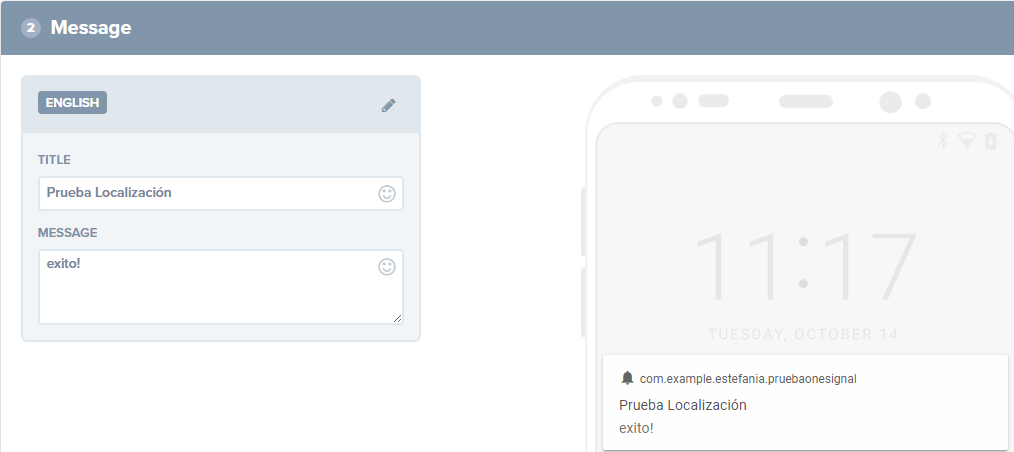 2 Message
ENGLISH
TITLE
Prueba Localización
MESSAGE
exito!
11:17
TUESDAY, OCTOBER 14
com.example.estefania.pruebaonesignal
Prueba Localización
exito!